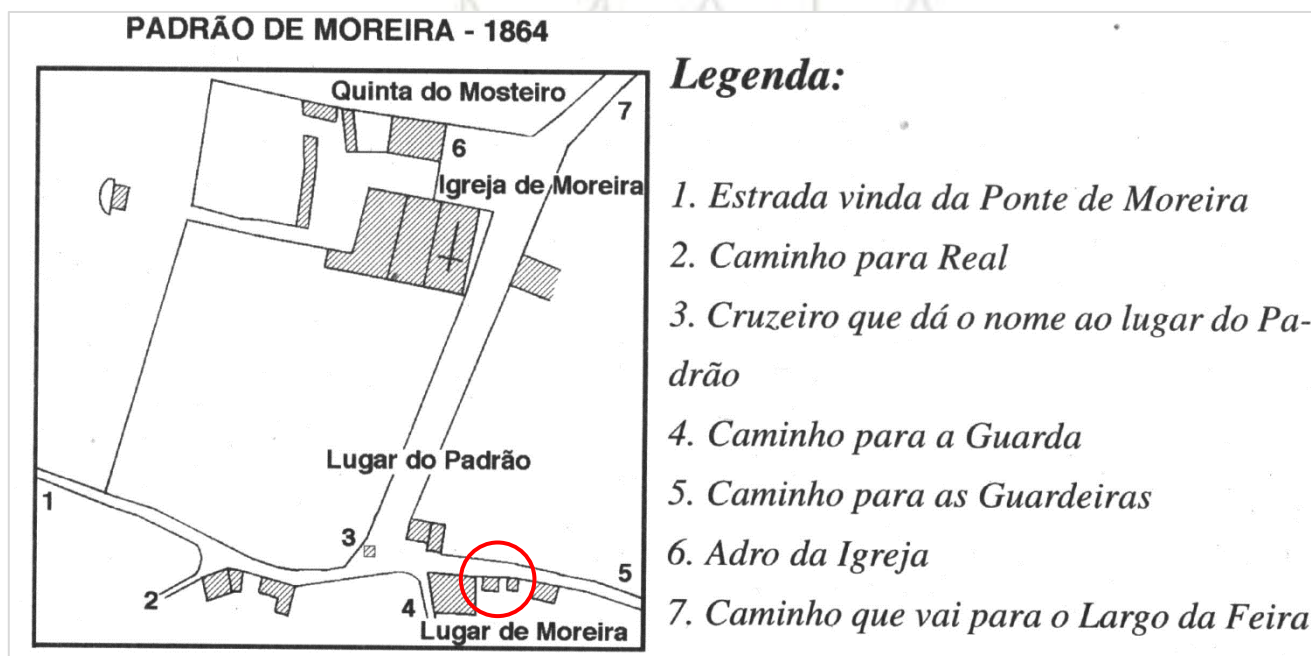 PADRÃO DE MOREIRA - 1864
Quinta do Mosteiro
7
6
Igreja de Moreira
Lugar do Padrão
1
3
5
2
4
Lugar de Moreira
Legenda:
1. Estrada vinda da Ponte de Moreira
2. Caminho para Real
3. Cruzeiro que dá o nome ao lugar do Pa-
drão
4. Caminho para a Guarda
5. Caminho para as Guardeiras
6. Adro da Igreja
7. Caminho que vai para o Largo da Feira